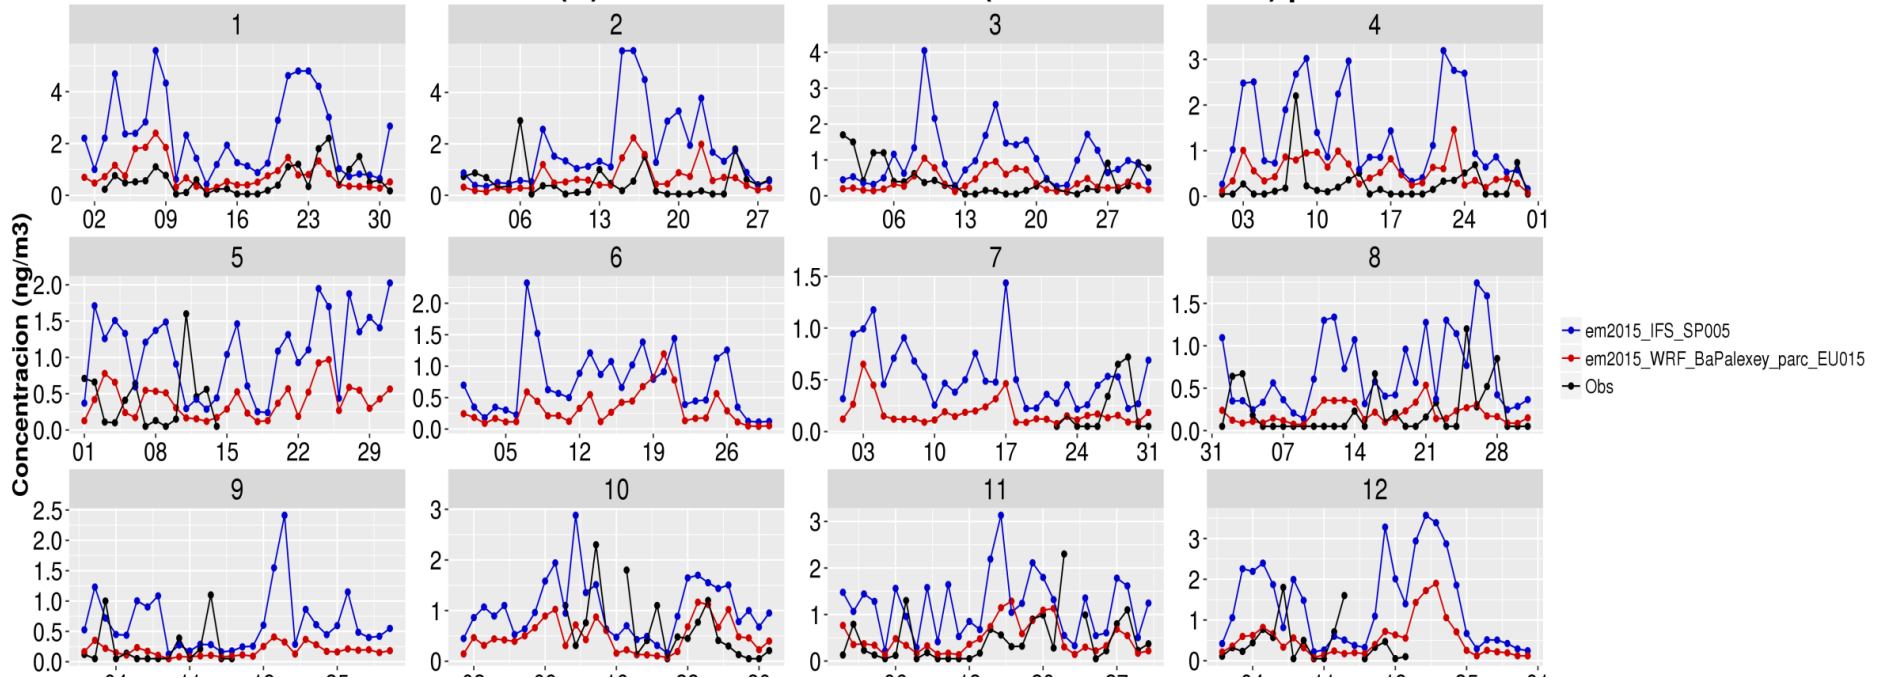 1 2 3 4
4 2 0
4 2 0
4 3 2 1 0
3 2 1 0
02 09 16 23 30
06 13 20 27
06 13 20 27
03 10 17 24 01
Concentracion (ng/m3)
5 6 7 8
2.0 1.5 1.0 0.5 0.0
2.0 1.5 1.0 0.5 0.0
1.5 1.0 0.5 0.0
1.5 1.0 0.5 0.0
01 08 15 22 29
05 12 19 26
03 10 17 24 31
31 07 14 21 28
em2015_IFS_SP005
em2015_WRF_BaPalexey_parc_EU015
Obs
9 10 11 12
2.5 2.0 1.5 1.0 0.5 0.0
3 2 1 0
3 2 1 0
3 2 1 0